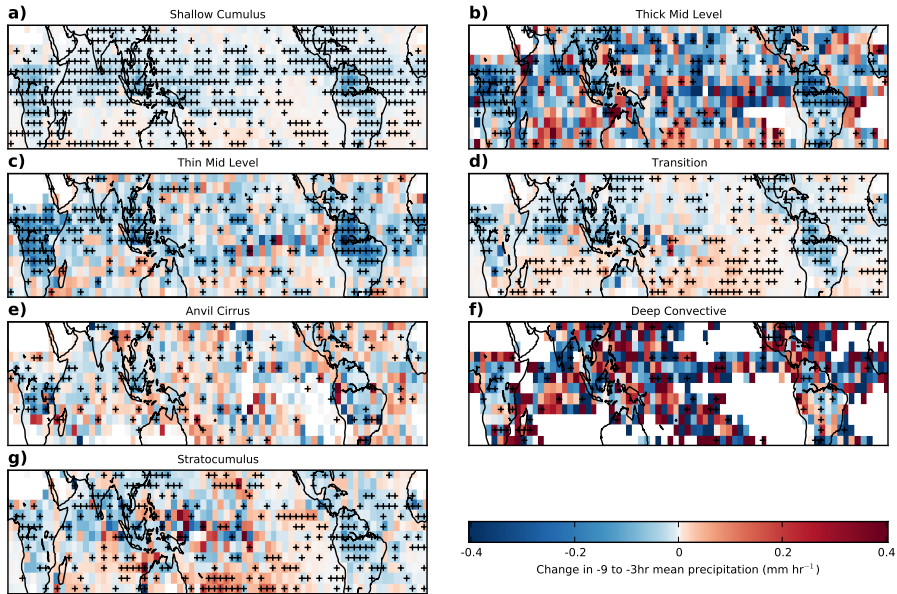 a) Shallow Cumulus
b) Thick Mid Level
c) Thin Mid Level
d) Transition
e) Anvil Cirrus
f) Deep Convective
g) Stratocumulus
-0.4 -0.2 0 0.2 0.4
Change in -9 to -3hr mean precipitation (mm hr⁻¹)